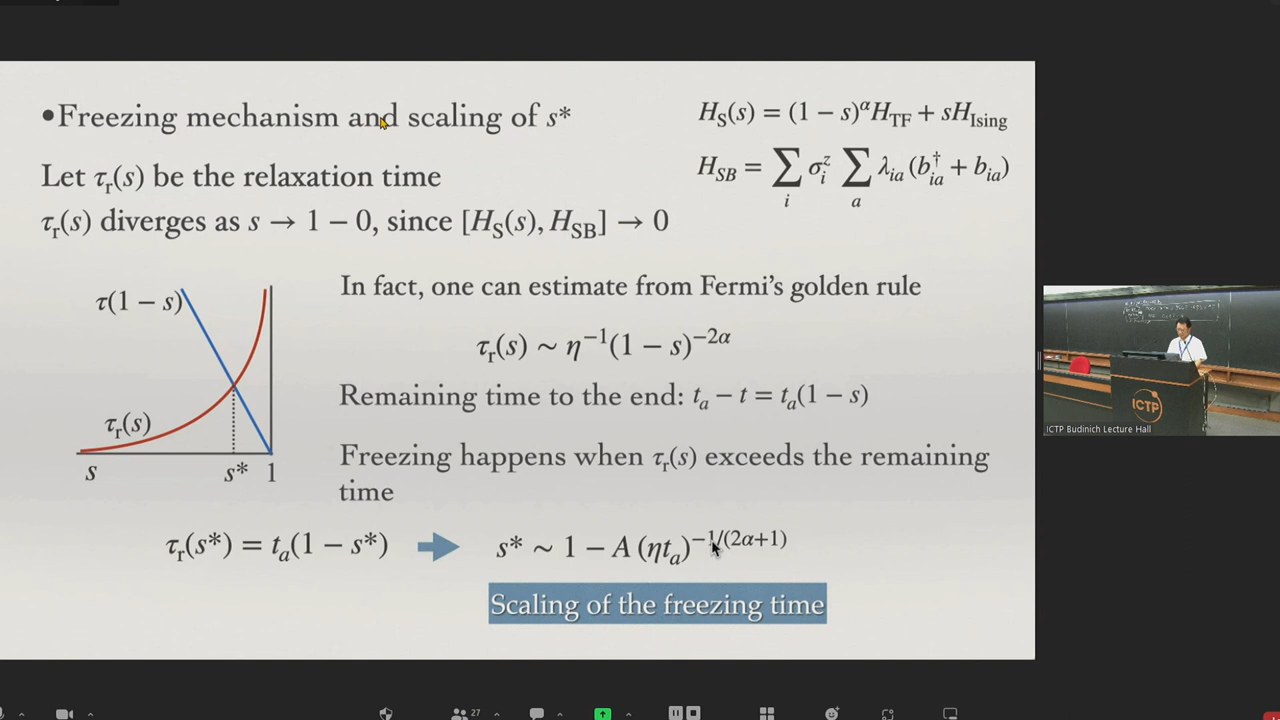 •Freezing mechanism and scaling of s*
H_S(s) = (1 − s)^α H_TF + sH_Ising
H_SB = ∑_i σ_i^z ∑_a λ_ia (b_ia^† + b_ia)
Let τ_r(s) be the relaxation time
τ_r(s) diverges as s → 1 − 0, since [H_S(s), H_SB] → 0
τ(1 − s)
τ_r(s)
s s* 1
In fact, one can estimate from Fermi's golden rule
τ_r(s) ~ η^−1(1 − s)^−2α
Remaining time to the end: t_a − t = t_a(1 − s)
Freezing happens when τ_r(s) exceeds the remaining
time
τ_r(s*) = t_a(1 − s*)
s* ~ 1 − A (ηt_a)^−1/(2α+1)
Scaling of the freezing time
ICTP
ICTP Budinich Lecture Hall
27